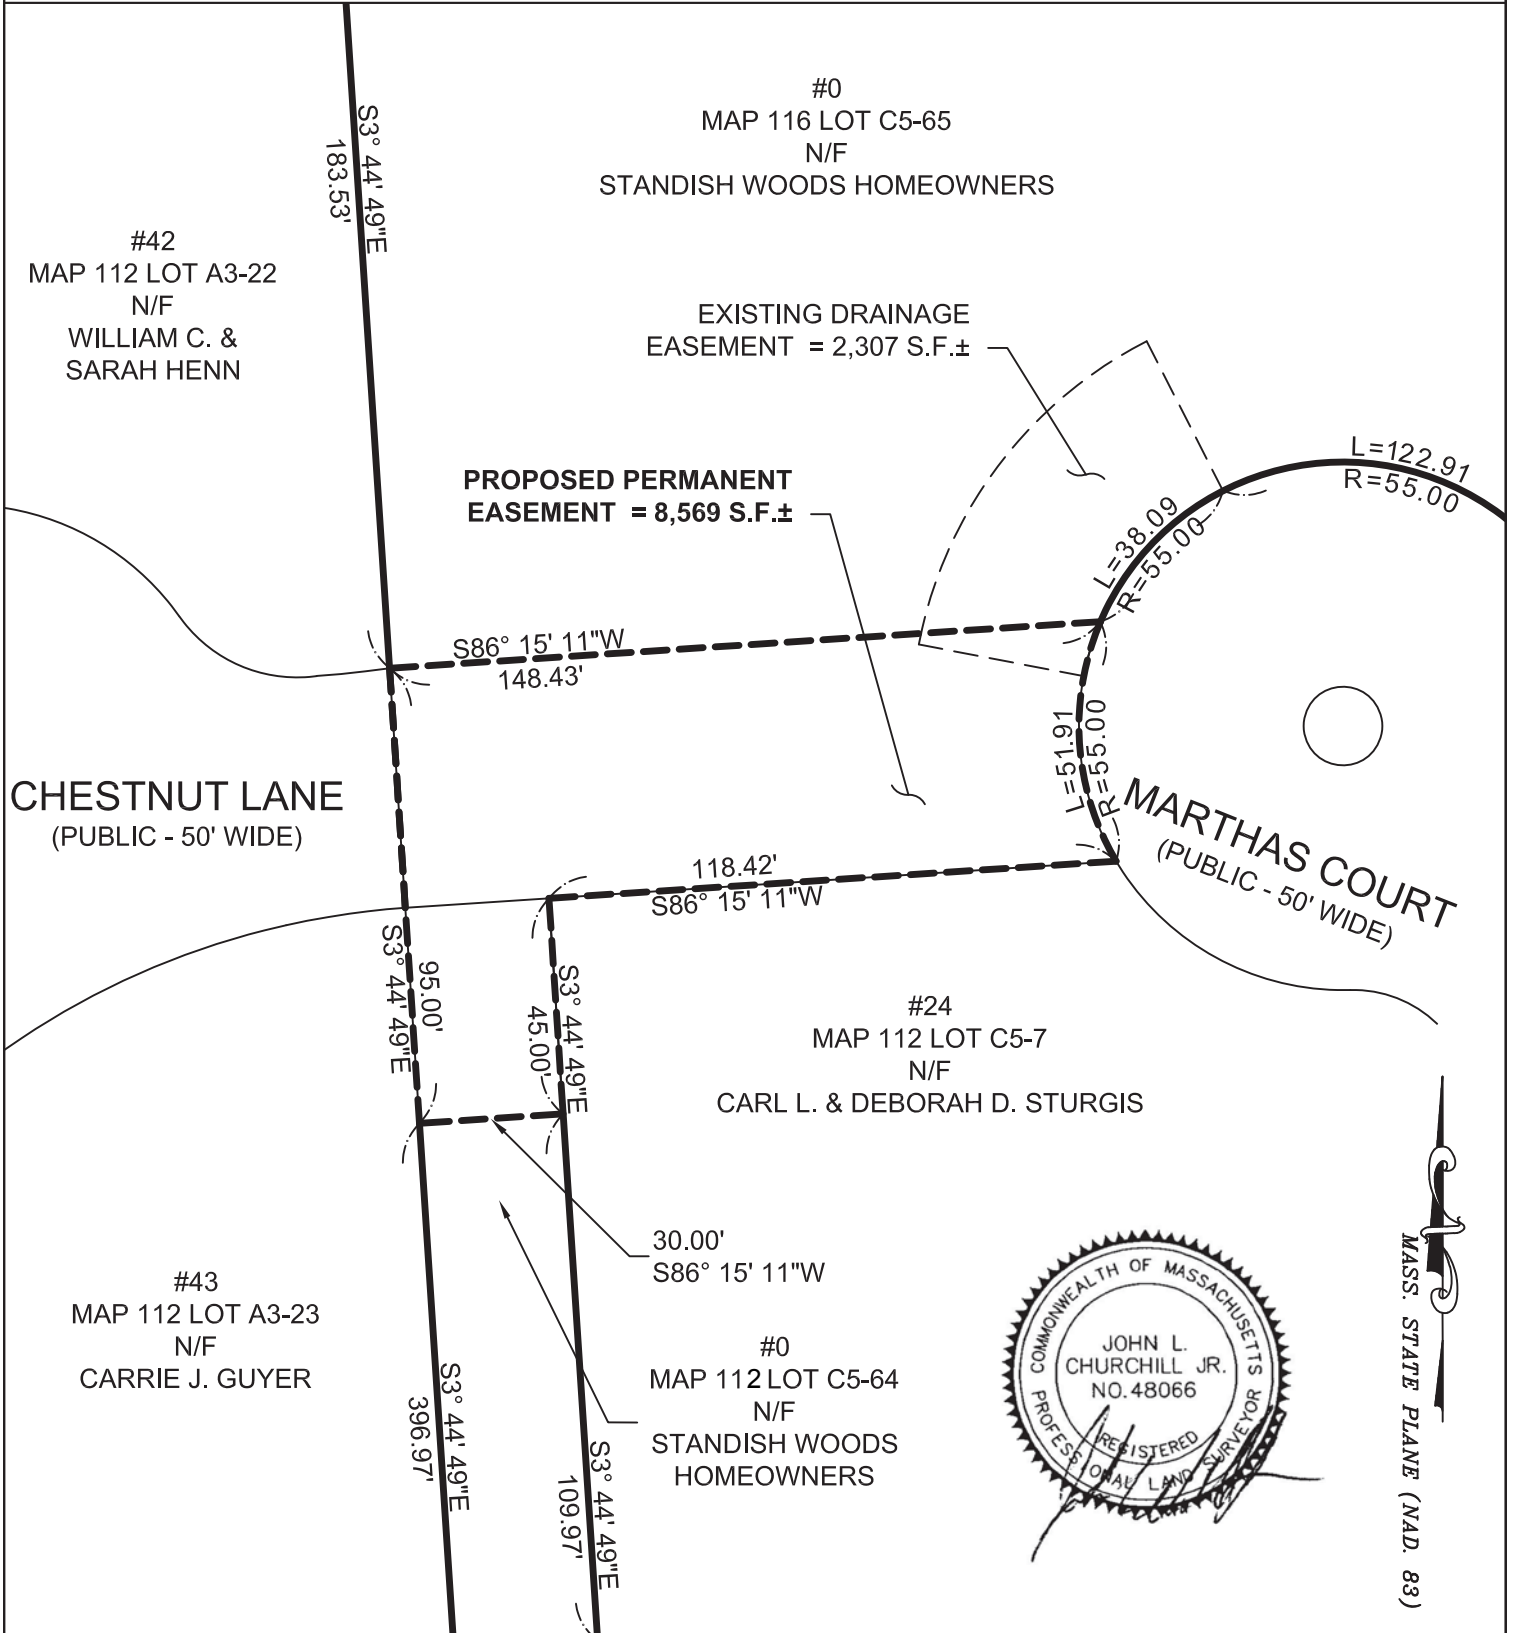 #0
MAP 116 LOT C5-65
N/F
STANDISH WOODS HOMEOWNERS
S3° 44' 49"E
183.53'
#42
MAP 112 LOT A3-22
N/F
WILLIAM C. &
SARAH HENN
EXISTING DRAINAGE
EASEMENT = 2,307 S.F.±
PROPOSED PERMANENT
EASEMENT = 8,569 S.F.±
L=122.91
R=55.00
L=38.09
R=55.00
S86° 15' 11"W
148.43'
L=51.91
R=55.00
CHESTNUT LANE
(PUBLIC - 50' WIDE)
MARTHAS COURT
(PUBLIC - 50' WIDE)
118.42'
S86° 15' 11"W
95.00'
S3° 44' 49"E
S3° 44' 49"E
45.00'
#24
MAP 112 LOT C5-7
N/F
CARL L. & DEBORAH D. STURGIS
30.00'
S86° 15' 11"W
#43
MAP 112 LOT A3-23
N/F
CARRIE J. GUYER
#0
MAP 112 LOT C5-64
N/F
STANDISH WOODS
HOMEOWNERS
S3° 44' 49"E
396.97'
S3° 44' 49"E
109.97'
COMMONWEALTH OF MASSACHUSETTS
JOHN L.
CHURCHILL JR.
NO. 48066
REGISTERED
PROFESSIONAL LAND SURVEYOR
MASS. STATE PLANE (NAD. 83)